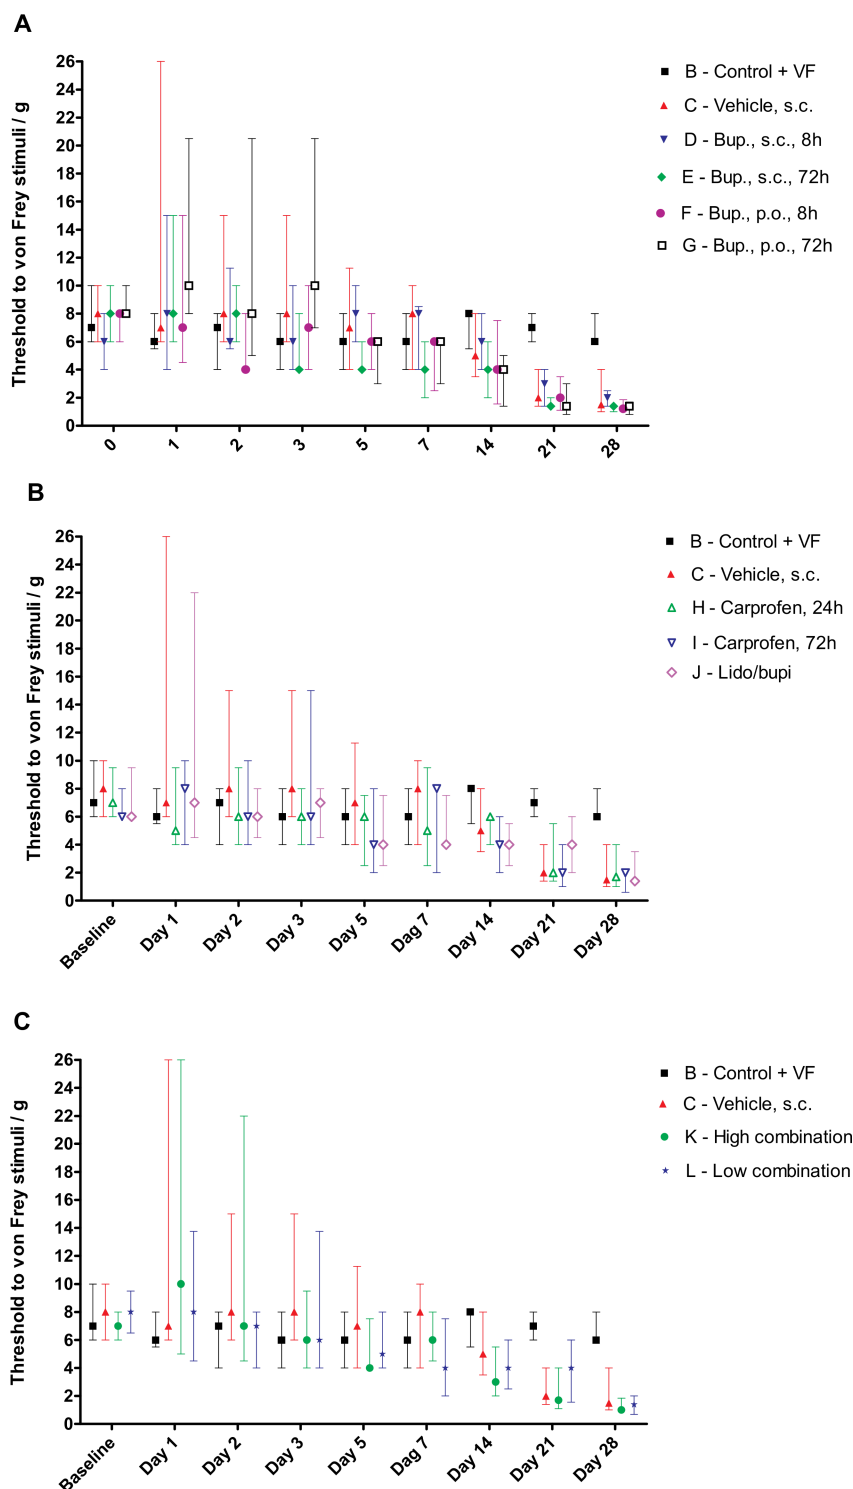 A
Threshold to von Frey stimuli / g
26
24
22
20
18
16
14
12
10
8
6
4
2
0
0 1 2 3 5 7 14 21 28
B - Control + VF
C - Vehicle, s.c.
D - Bup., s.c., 8h
E - Bup., s.c., 72h
F - Bup., p.o., 8h
G - Bup., p.o., 72h
B
Threshold to von Frey stimuli / g
26
24
22
20
18
16
14
12
10
8
6
4
2
0
Baseline Day 1 Day 2 Day 3 Day 5 Dag 7 Day 14 Day 21 Day 28
B - Control + VF
C - Vehicle, s.c.
H - Carprofen, 24h
I - Carprofen, 72h
J - Lido/bupi
C
Threshold to von Frey stimuli / g
26
24
22
20
18
16
14
12
10
8
6
4
2
0
Baseline Day 1 Day 2 Day 3 Day 5 Dag 7 Day 14 Day 21 Day 28
B - Control + VF
C - Vehicle, s.c.
K - High combination
L - Low combination